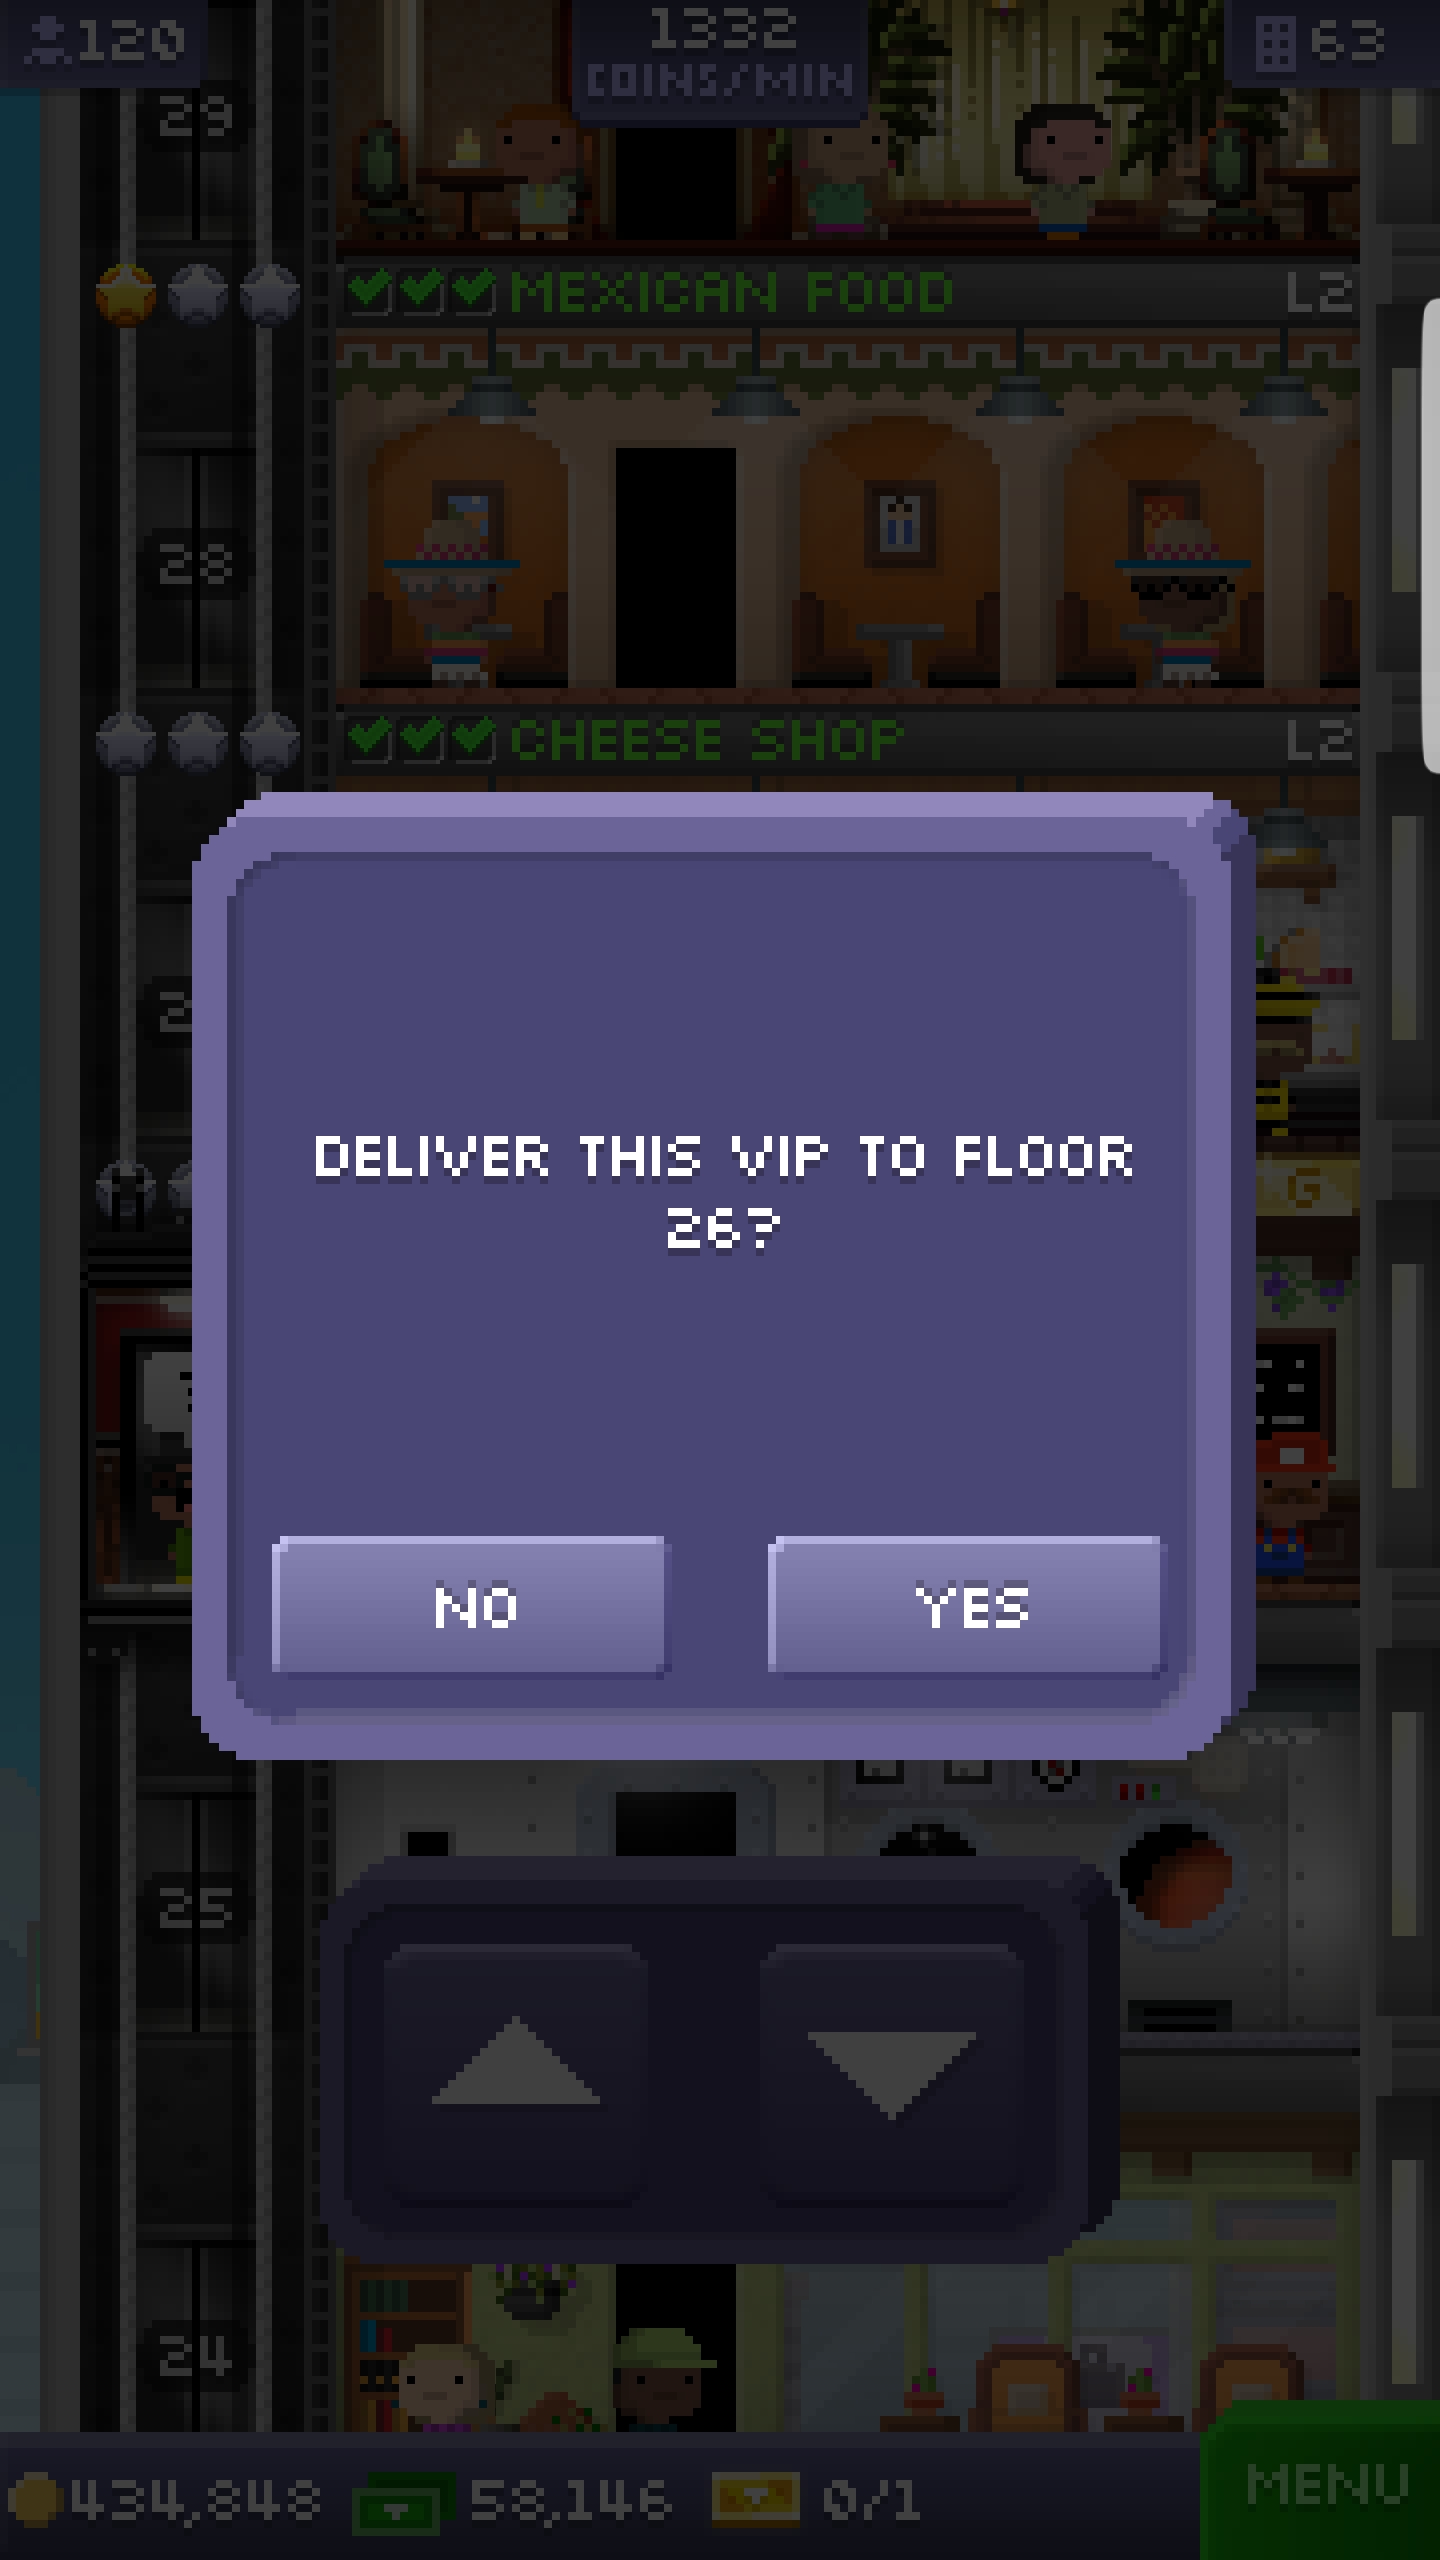 120
1332
COINS/MIN
63
29
MEXICAN FOOD
L2
28
CHEESE SHOP
L2
DELIVER THIS VIP TO FLOOR
26?
NO
YES
25
24
434,848
58,146
0/1
MENU